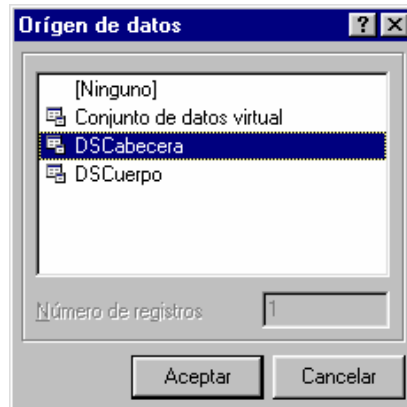 Orígen de datos
[Ninguno]
Conjunto de datos virtual
DSCabecera
DSCuerpo
Número de registros 1
Aceptar Cancelar